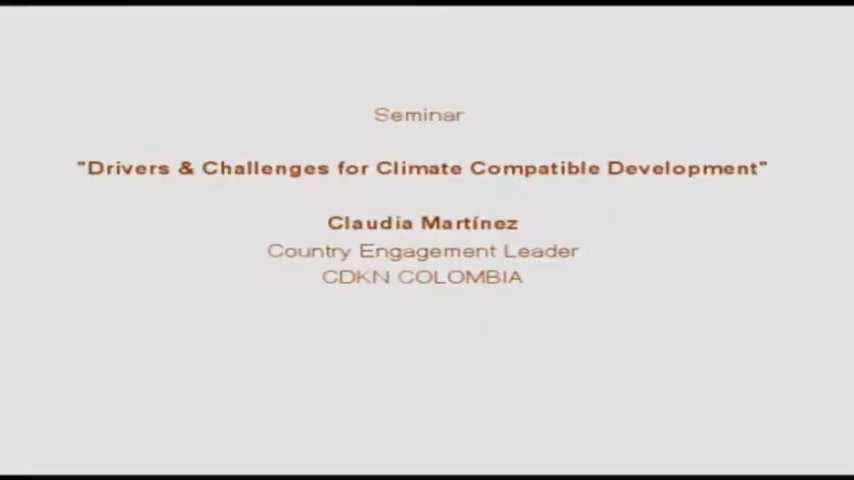 Seminar
"Drivers & Challenges for Climate Compatible Development"
Claudia Martínez
Country Engagement Leader
CDKN COLOMBIA